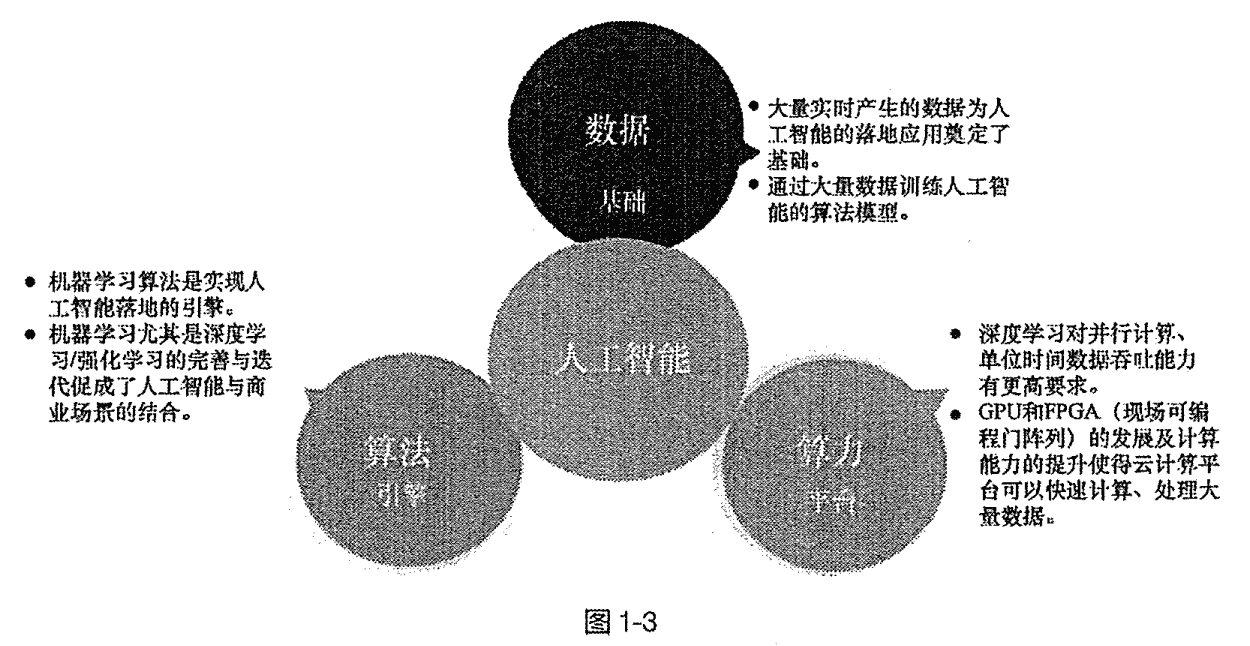 数据
基础
● 大量实时产生的数据为人
工智能的落地应用奠定了
基础。
● 通过大量数据训练人工智
能的算法模型。
人工智能
● 机器学习算法是实现人
工智能落地的引擎。
● 机器学习尤其是深度学
习/强化学习的完善与迭
代促成了人工智能与商
业场景的结合。
算法
引擎
算力
平台
● 深度学习对并行计算、
单位时间数据吞吐能力
有更高要求。
● GPU和FPGA（现场可编
程门阵列）的发展及计算
能力的提升使得云计算平
台可以快速计算、处理大
量数据。
图 1-3